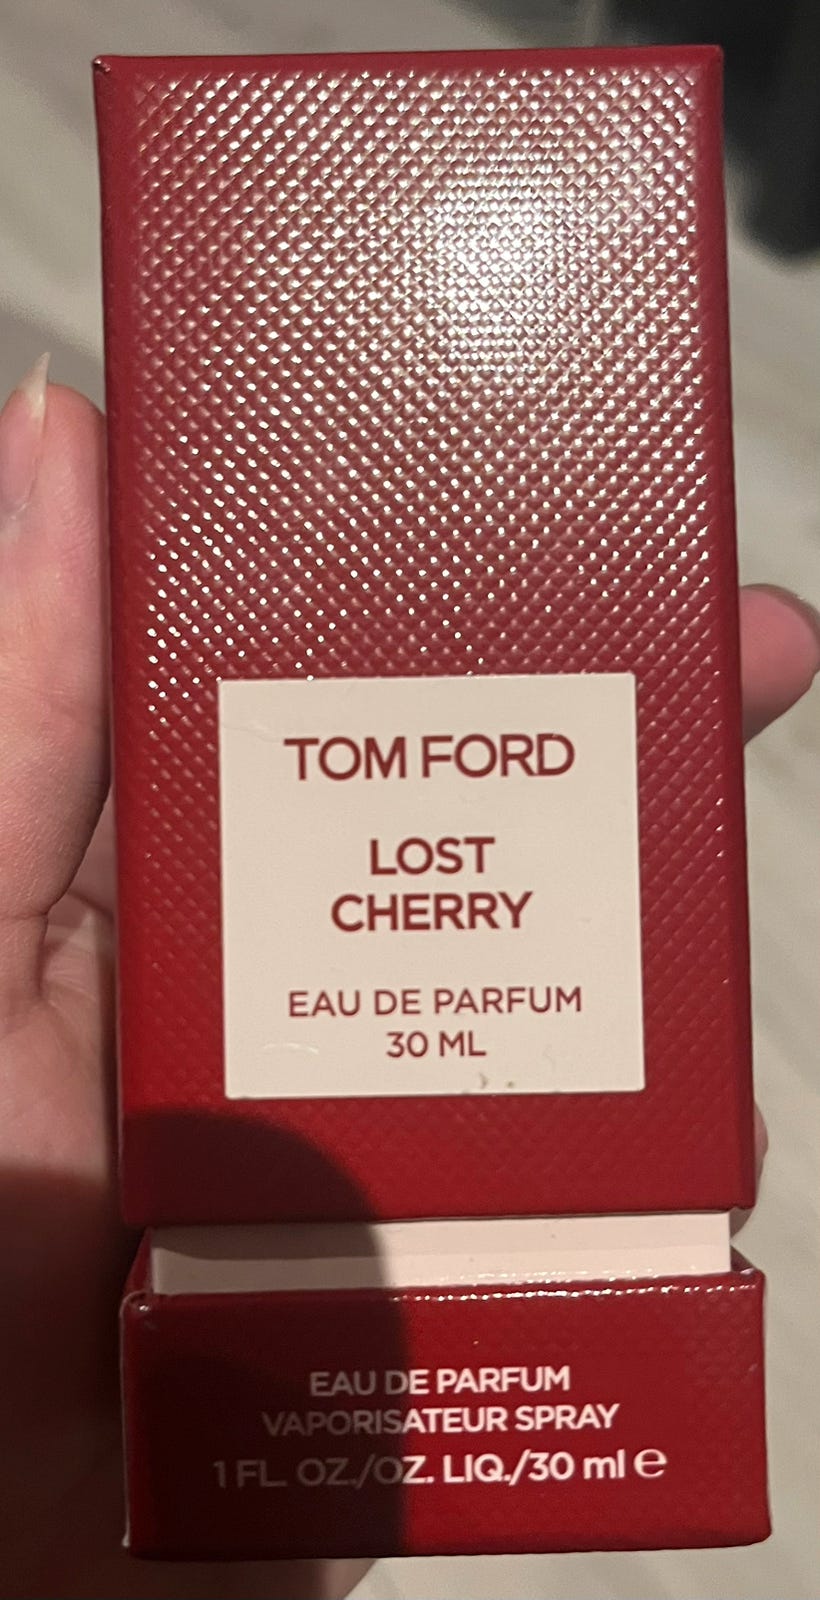 TOM FORD
LOST
CHERRY
EAU DE PARFUM
30 ML
EAU DE PARFUM
VAPORISATEUR SPRAY
1 FL. OZ./OZ. LIQ./30 ml ℮